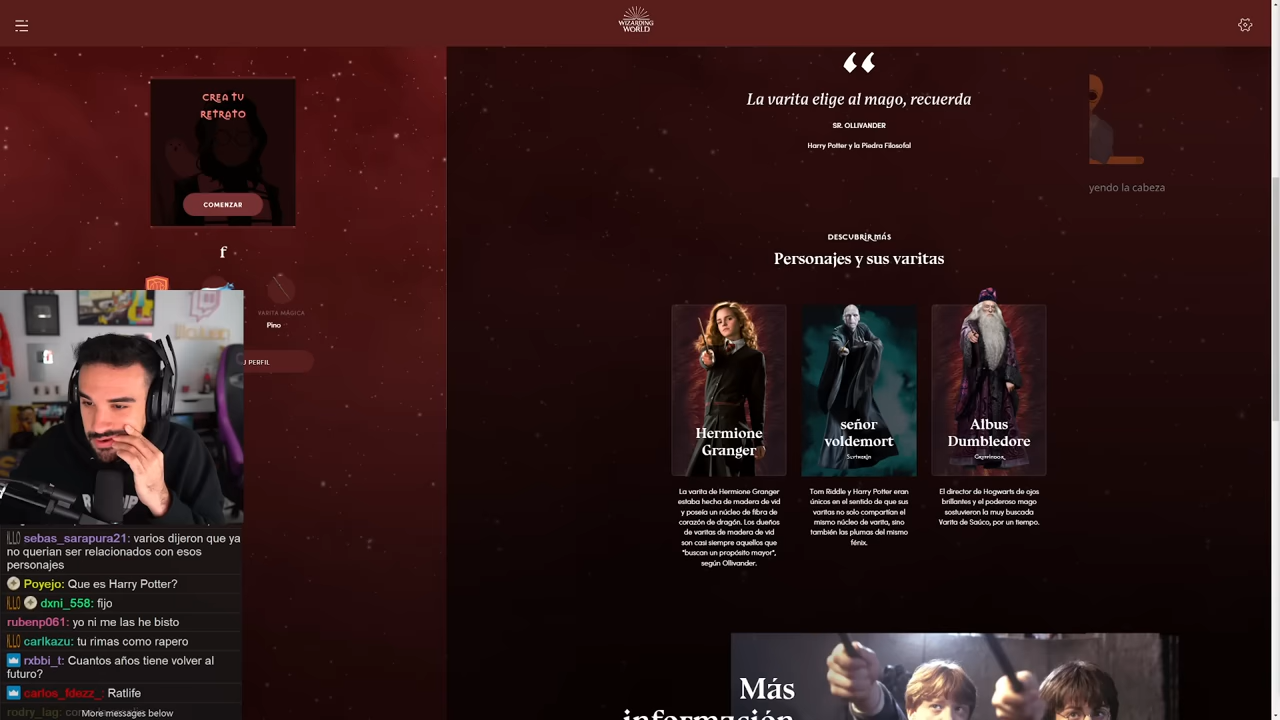 WIZARDING
WORLD
CREA TU
RETRATO
COMENZAR
f
VARITA MÁGICA
Pino
PERFIL
La varita elige al mago, recuerda
SR. OLLIVANDER
Harry Potter y la Piedra Filosofal
yendo la cabeza
DESCUBRIR MÁS
Personajes y sus varitas
Hermione
Granger
La varita de Hermione Granger
estaba hecha de madera de vid
y poseía un núcleo de fibra de
corazón de dragón. Los dueños
de varitas de madera de vid
son casi siempre aquellos que
"buscan un propósito mayor",
según Ollivander.
señor
voldemort
Slytherin
Tom Riddle y Harry Potter eran
únicos en el sentido de que sus
varitas no solo compartían el
mismo núcleo de varita, sino
también las plumas del mismo
fénix.
Albus
Dumbledore
Gryffindor
El director de Hogwarts de ojos
brillantes y el poderoso mago
sostuvieron la muy buscada
Varita de Saúco, por un tiempo.
Más
información
sebas_sarapura21: varios dijeron que ya
no querian ser relacionados con esos
personajes
Poyejo: Que es Harry Potter?
dxni_558: fijo
rubenp061: yo ni me las he bisto
carlkazu: tu rimas como rapero
rxbbi_t: Cuantos años tiene volver al
futuro?
carlos_fdezz_: Ratlife
rodry_lag:
More messages below